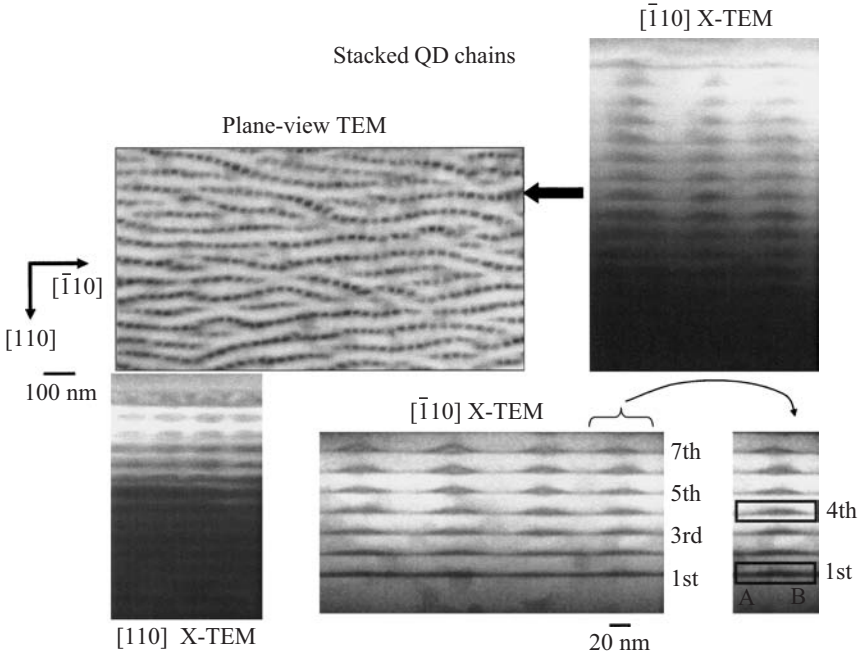 [1̄10] X-TEM
Stacked QD chains
Plane-view TEM
[1̄10]
[110]
100 nm
[1̄10] X-TEM
7th
5th
4th
3rd
1st
1st
A B
20 nm
[110] X-TEM